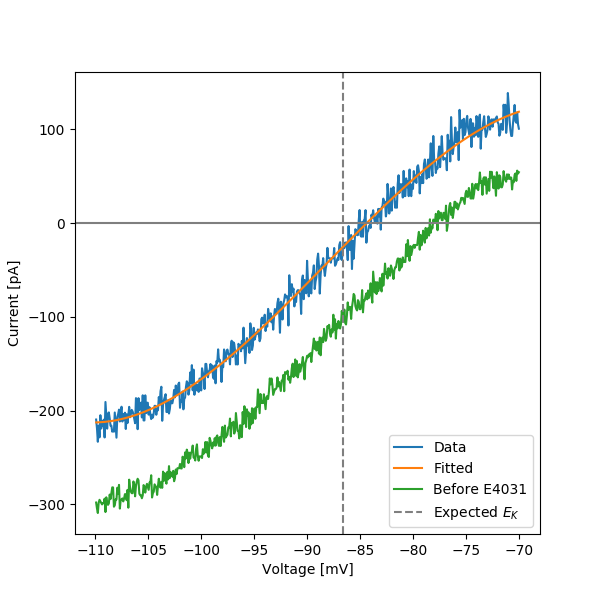 100
0
−100
−200
−300
Current [pA]
−110 −105 −100 −95 −90 −85 −80 −75 −70
Voltage [mV]
Data
Fitted
Before E4031
Expected E_K